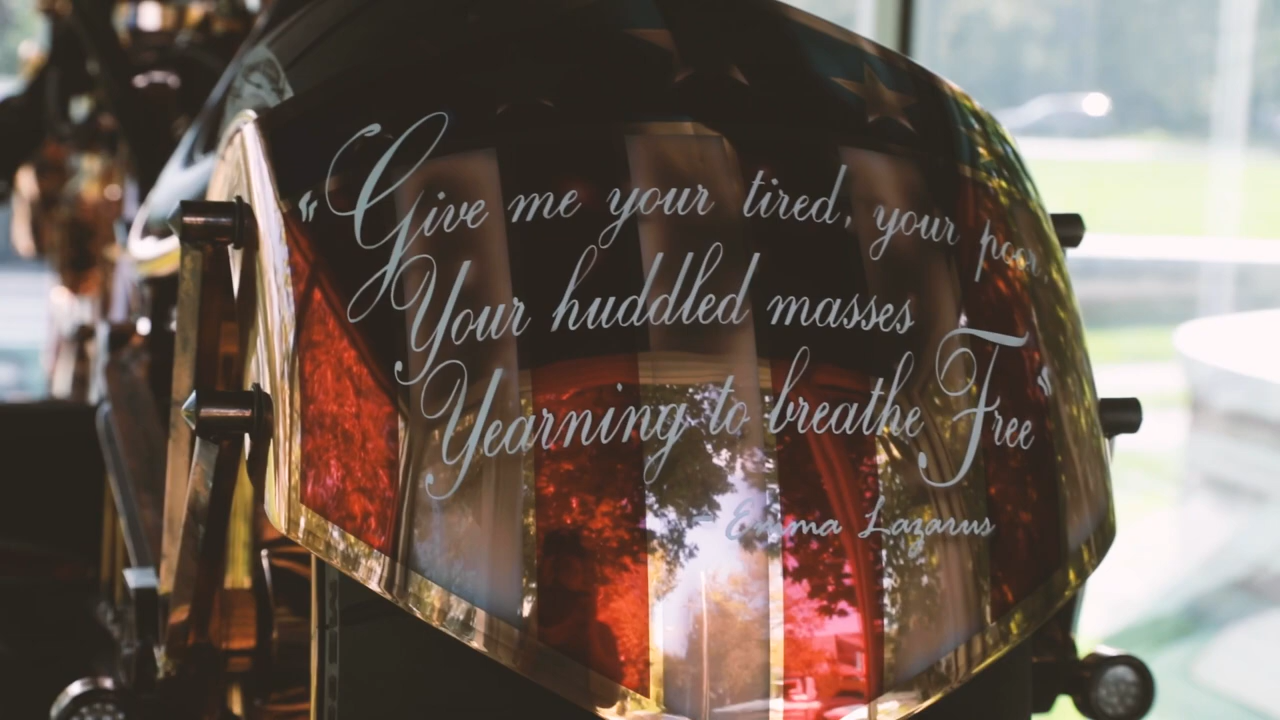 "Give me your tired, your poor,
Your huddled masses
Yearning to breathe Free"
- Emma Lazarus